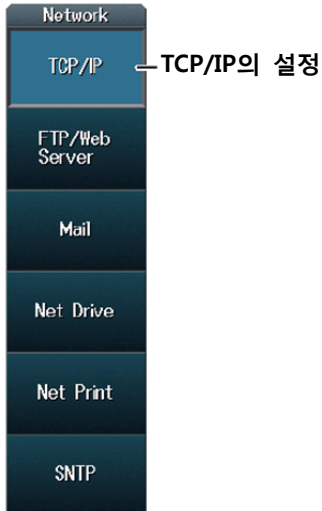 Network
TCP/IP
TCP/IP의 설정
FTP/Web
Server
Mail
Net Drive
Net Print
SNTP